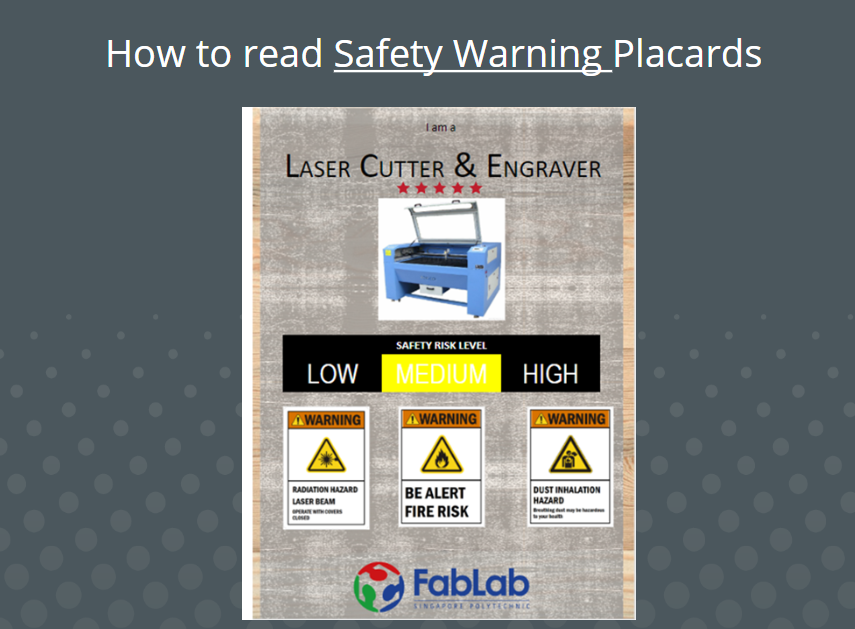 How to read Safety Warning Placards
I am a
LASER CUTTER & ENGRAVER
SAFETY RISK LEVEL
LOW MEDIUM HIGH
WARNING
RADIATION HAZARD
LASER BEAM
OPERATE WITH COVERS
CLOSED
WARNING
BE ALERT
FIRE RISK
WARNING
DUST INHALATION
HAZARD
Breathing dust may be hazardous
to your health
FabLab
SINGAPORE POLYTECHNIC